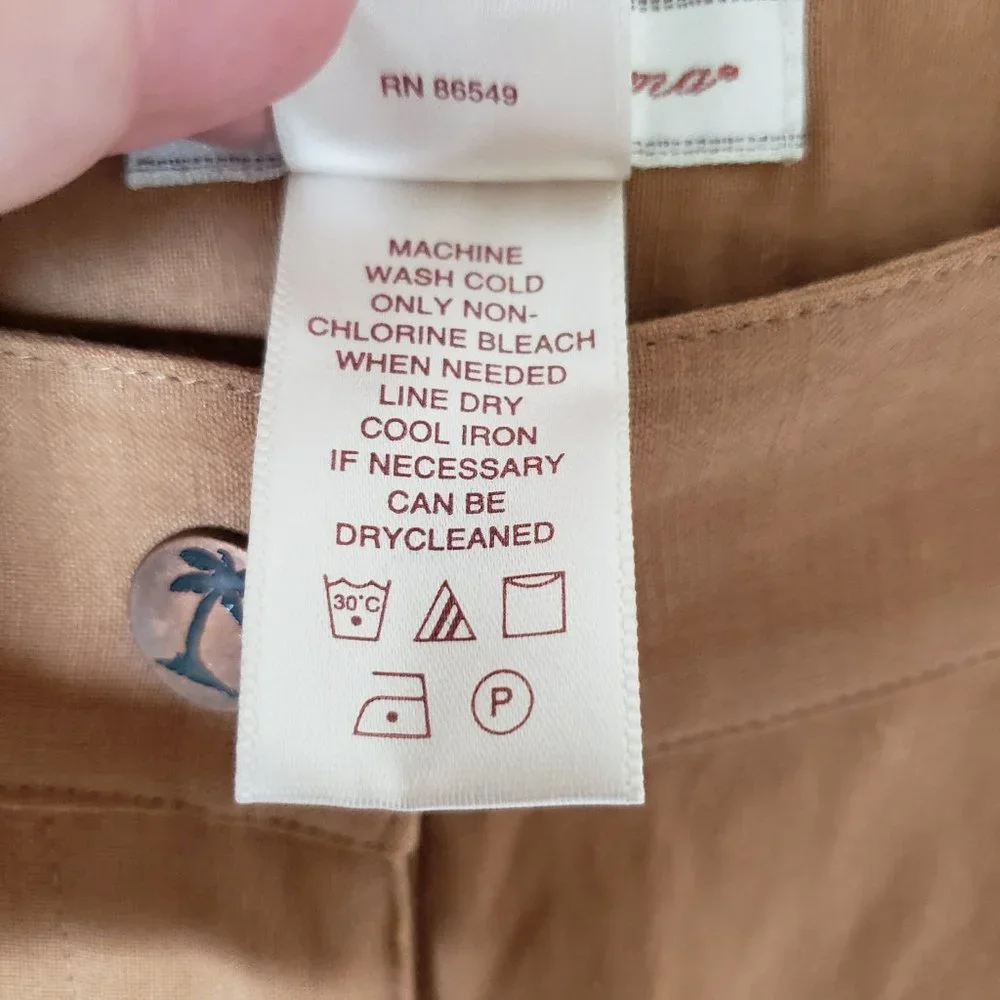 RN 86549
MACHINE
WASH COLD
ONLY NON-
CHLORINE BLEACH
WHEN NEEDED
LINE DRY
COOL IRON
IF NECESSARY
CAN BE
DRYCLEANED
30°C
P